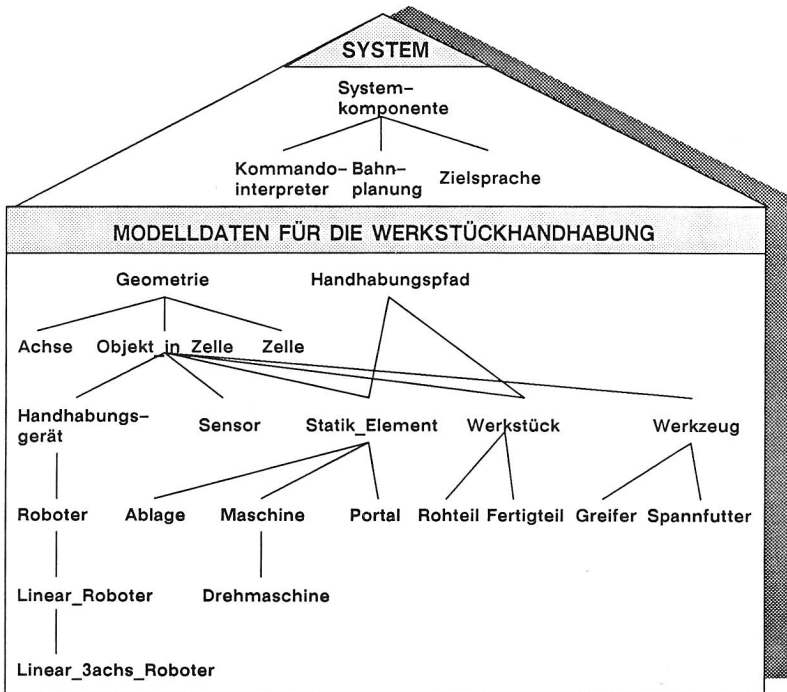 SYSTEM
System–
komponente
Kommando–
interpreter
Bahn–
planung
Zielsprache
MODELLDATEN FÜR DIE WERKSTÜCKHANDHABUNG
Geometrie
Handhabungspfad
Achse
Objekt_in_Zelle
Zelle
Handhabungs–
gerät
Sensor
Statik_Element
Werkstück
Werkzeug
Roboter
Ablage
Maschine
Portal
Rohteil
Fertigteil
Greifer
Spannfutter
Linear_Roboter
Drehmaschine
Linear_3achs_Roboter